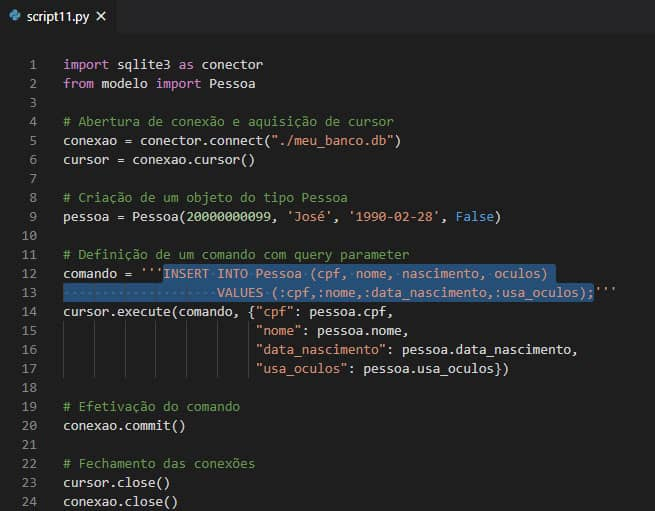 script11.py
1 import sqlite3 as conector
2 from modelo import Pessoa
3
4 # Abertura de conexão e aquisição de cursor
5 conexao = conector.connect("./meu_banco.db")
6 cursor = conexao.cursor()
7
8 # Criação de um objeto do tipo Pessoa
9 pessoa = Pessoa(20000000099, 'José', '1990-02-28', False)
10
11 # Definição de um comando com query parameter
12 comando = '''INSERT INTO Pessoa (cpf, nome, nascimento, oculos)
13                     VALUES (:cpf,:nome,:data_nascimento,:usa_oculos);'''
14 cursor.execute(comando, {"cpf": pessoa.cpf,
15                          "nome": pessoa.nome,
16                          "data_nascimento": pessoa.data_nascimento,
17                          "usa_oculos": pessoa.usa_oculos})
18
19 # Efetivação do comando
20 conexao.commit()
21
22 # Fechamento das conexões
23 cursor.close()
24 conexao.close()